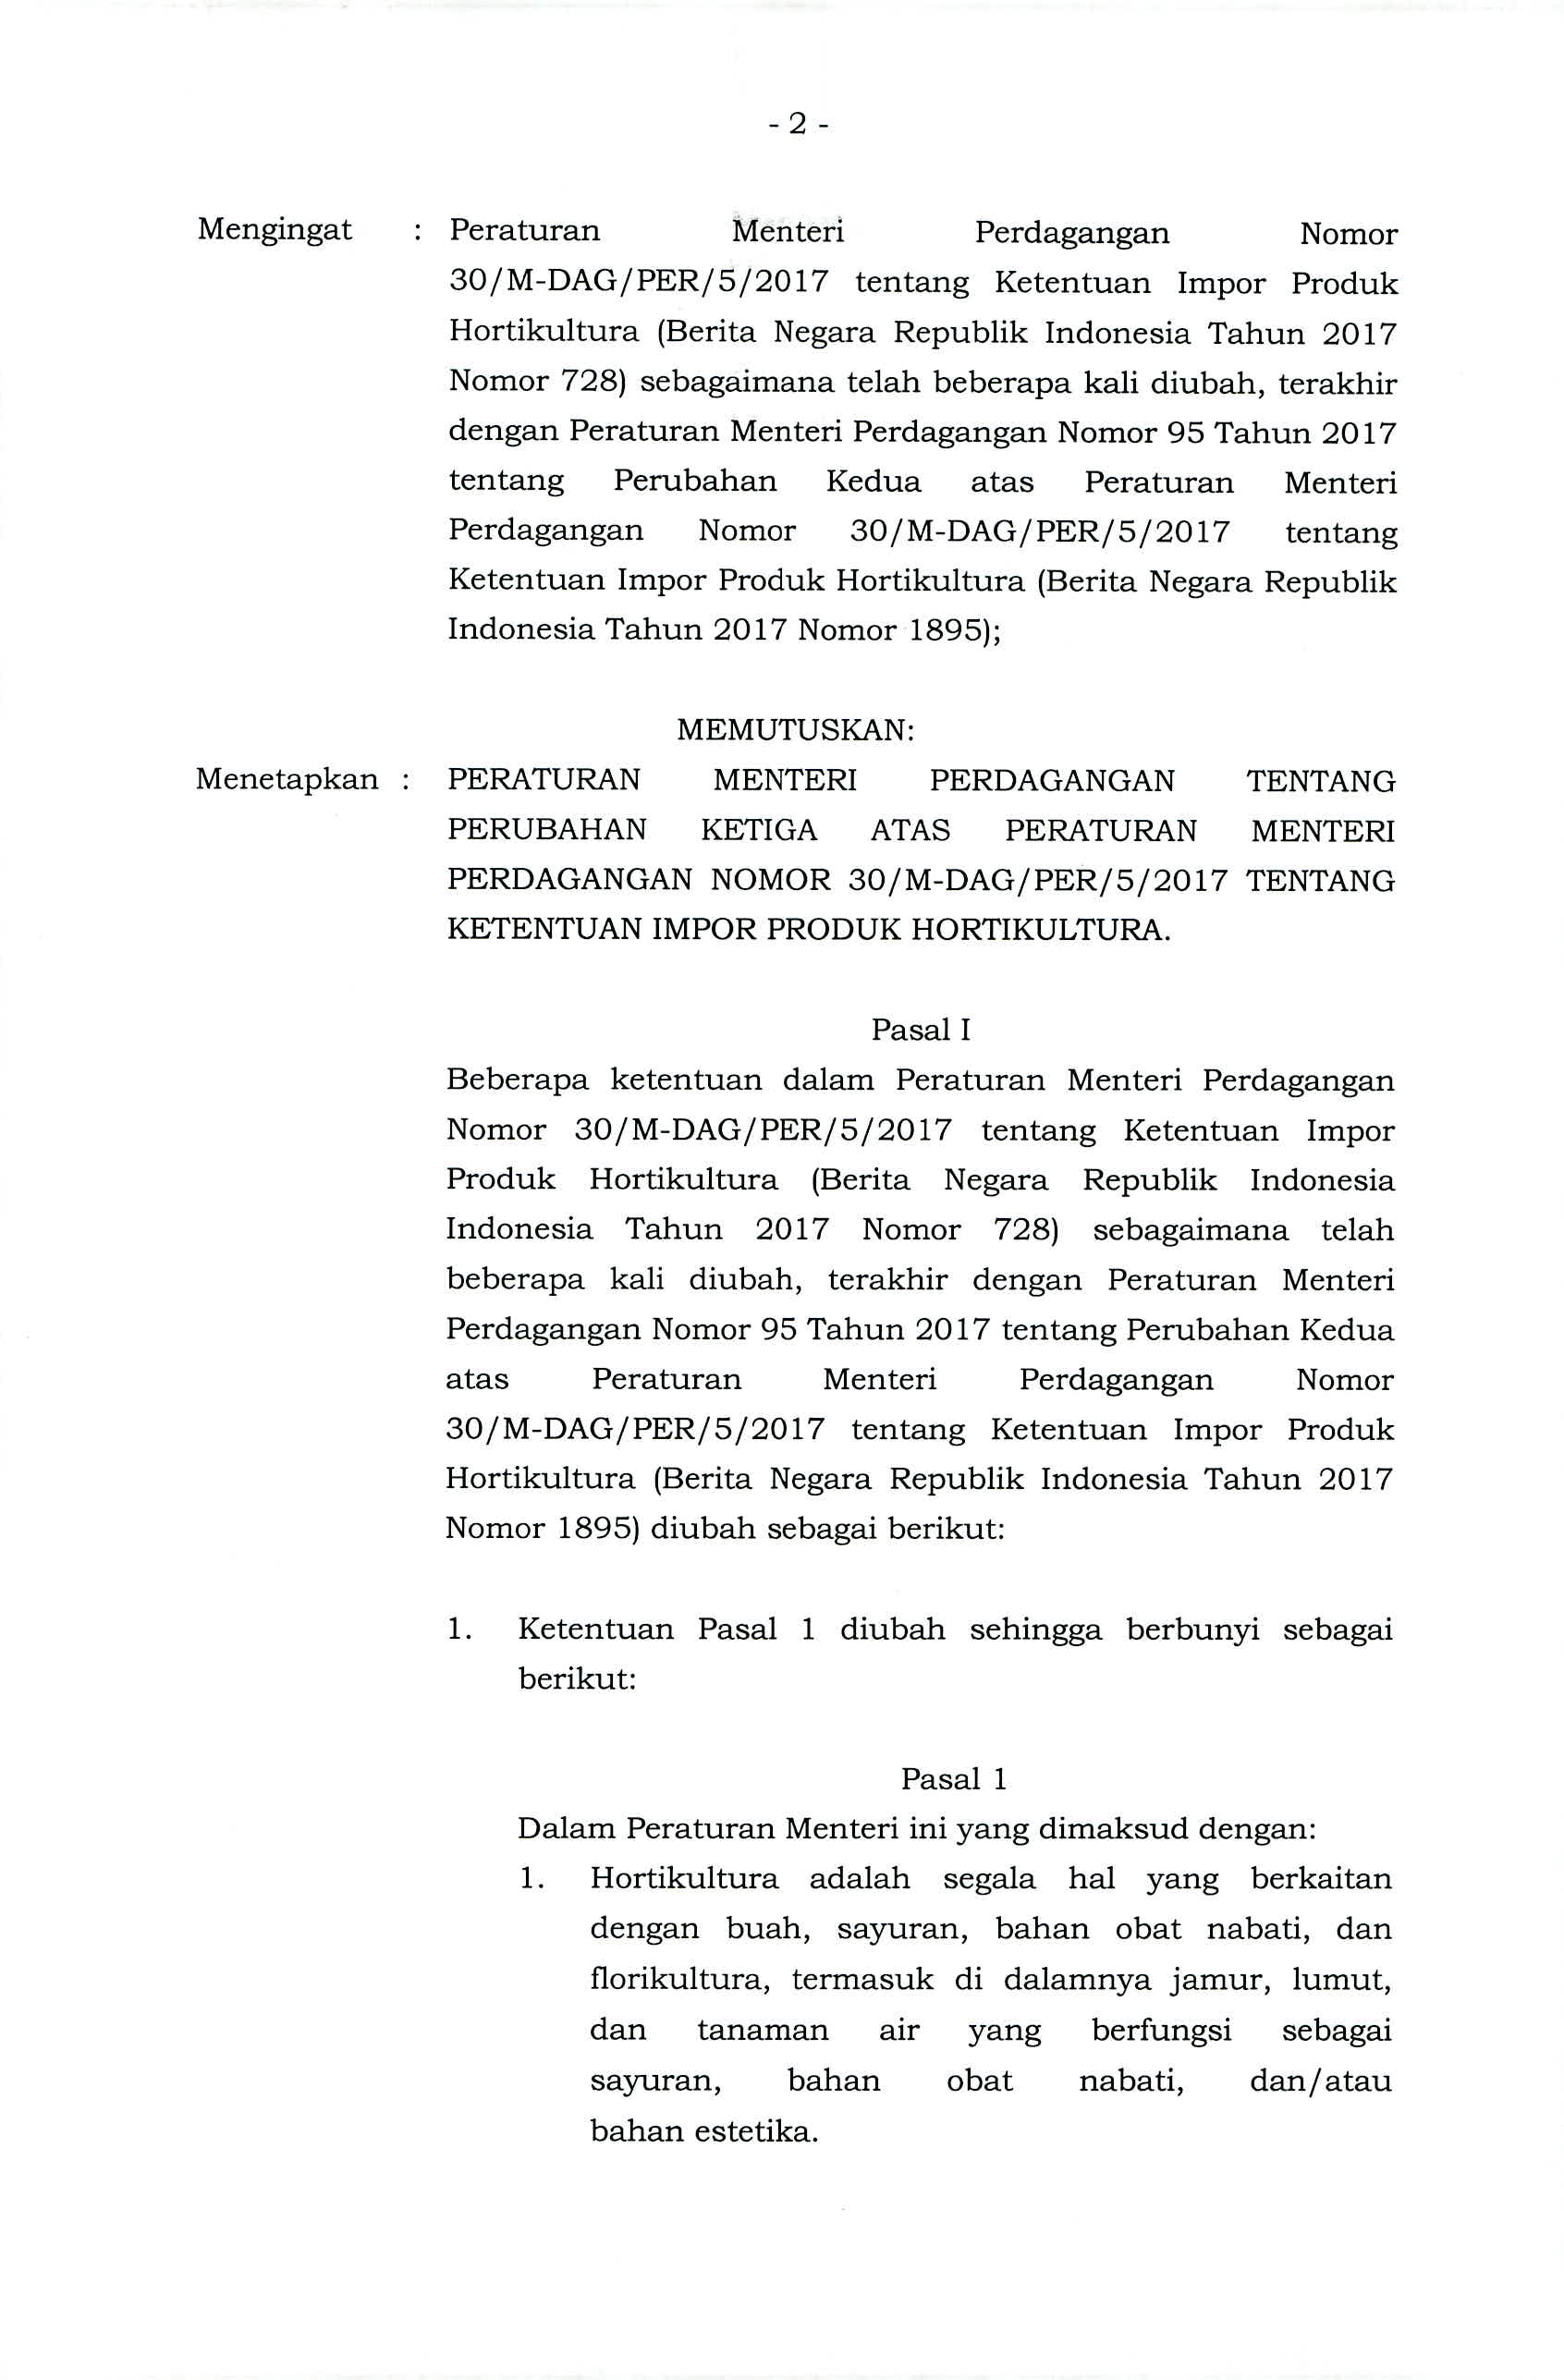 - 2 -
Mengingat : Peraturan Menteri Perdagangan Nomor
30/M-DAG/PER/5/2017 tentang Ketentuan Impor Produk
Hortikultura (Berita Negara Republik Indonesia Tahun 2017
Nomor 728) sebagaimana telah beberapa kali diubah, terakhir
dengan Peraturan Menteri Perdagangan Nomor 95 Tahun 2017
tentang Perubahan Kedua atas Peraturan Menteri
Perdagangan Nomor 30/M-DAG/PER/5/2017 tentang
Ketentuan Impor Produk Hortikultura (Berita Negara Republik
Indonesia Tahun 2017 Nomor 1895);
MEMUTUSKAN:
Menetapkan : PERATURAN MENTERI PERDAGANGAN TENTANG
PERUBAHAN KETIGA ATAS PERATURAN MENTERI
PERDAGANGAN NOMOR 30/M-DAG/PER/5/2017 TENTANG
KETENTUAN IMPOR PRODUK HORTIKULTURA.
Pasal I
Beberapa ketentuan dalam Peraturan Menteri Perdagangan
Nomor 30/M-DAG/PER/5/2017 tentang Ketentuan Impor
Produk Hortikultura (Berita Negara Republik Indonesia
Indonesia Tahun 2017 Nomor 728) sebagaimana telah
beberapa kali diubah, terakhir dengan Peraturan Menteri
Perdagangan Nomor 95 Tahun 2017 tentang Perubahan Kedua
atas Peraturan Menteri Perdagangan Nomor
30/M-DAG/PER/5/2017 tentang Ketentuan Impor Produk
Hortikultura (Berita Negara Republik Indonesia Tahun 2017
Nomor 1895) diubah sebagai berikut:
1. Ketentuan Pasal 1 diubah sehingga berbunyi sebagai
berikut:
Pasal 1
Dalam Peraturan Menteri ini yang dimaksud dengan:
1. Hortikultura adalah segala hal yang berkaitan
dengan buah, sayuran, bahan obat nabati, dan
florikultura, termasuk di dalamnya jamur, lumut,
dan tanaman air yang berfungsi sebagai
sayuran, bahan obat nabati, dan/atau
bahan estetika.